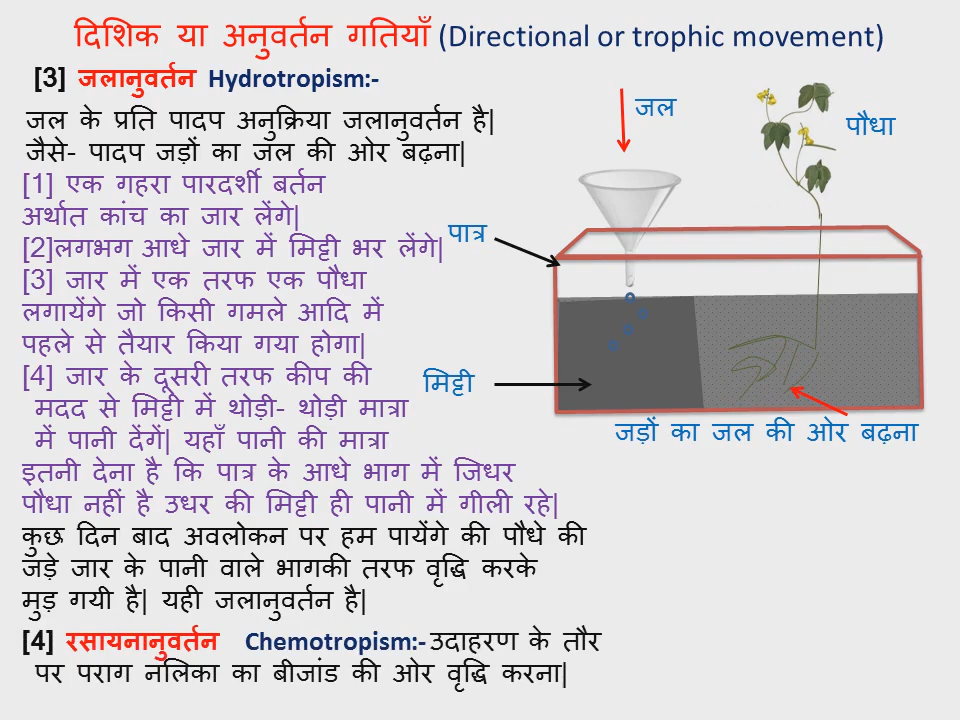 दिशिक या अनुवर्तन गतियाँ (Directional or trophic movement)
[3] जलानुवर्तन Hydrotropism:-
जल के प्रति पादप अनुक्रिया जलानुवर्तन है|
जैसे- पादप जड़ों का जल की ओर बढ़ना|
[1] एक गहरा पारदर्शी बर्तन
अर्थात कांच का जार लेंगे|
[2]लगभग आधे जार में मिट्टी भर लेंगे|
[3] जार में एक तरफ एक पौधा
लगायेंगे जो किसी गमले आदि में
पहले से तैयार किया गया होगा|
[4] जार के दूसरी तरफ कीप की
मदद से मिट्टी में थोड़ी- थोड़ी मात्रा
में पानी देंगें| यहाँ पानी की मात्रा
इतनी देना है कि पात्र के आधे भाग में जिधर
पौधा नहीं है उधर की मिट्टी ही पानी में गीली रहे|
कुछ दिन बाद अवलोकन पर हम पायेंगे की पौधे की
जड़े जार के पानी वाले भागकी तरफ वृद्धि करके
मुड़ गयी है| यही जलानुवर्तन है|
[4] रसायनानुवर्तन Chemotropism:- उदाहरण के तौर
पर पराग नलिका का बीजांड की ओर वृद्धि करना|
जल
पौधा
पात्र
मिट्टी
जड़ों का जल की ओर बढ़ना